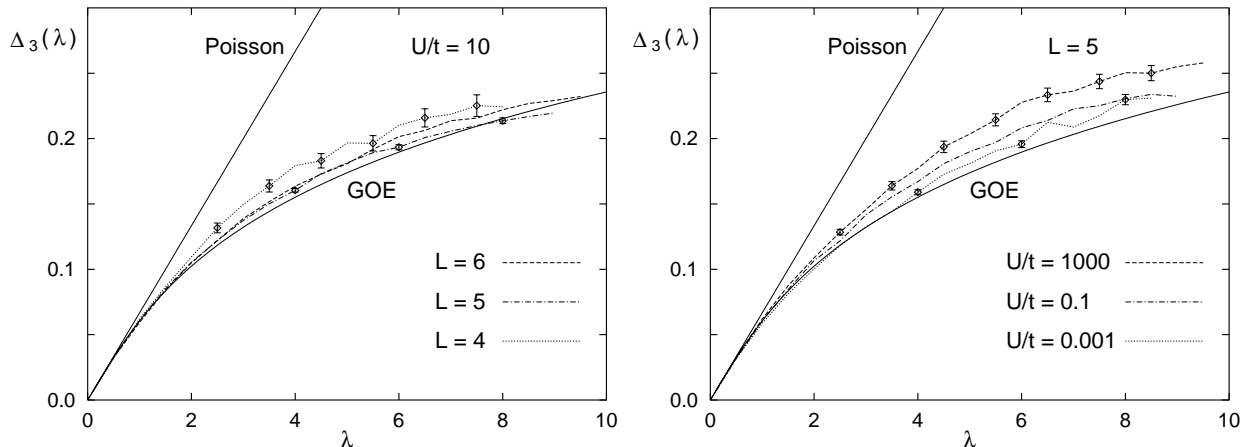 Δ₃(λ)
Poisson
U/t = 10
0.2
GOE
0.1
L = 6
L = 5
L = 4
0.0
0 2 4 6 8 10
λ
Δ₃(λ)
Poisson
L = 5
0.2
GOE
0.1
U/t = 1000
U/t = 0.1
U/t = 0.001
0.0
0 2 4 6 8 10
λ